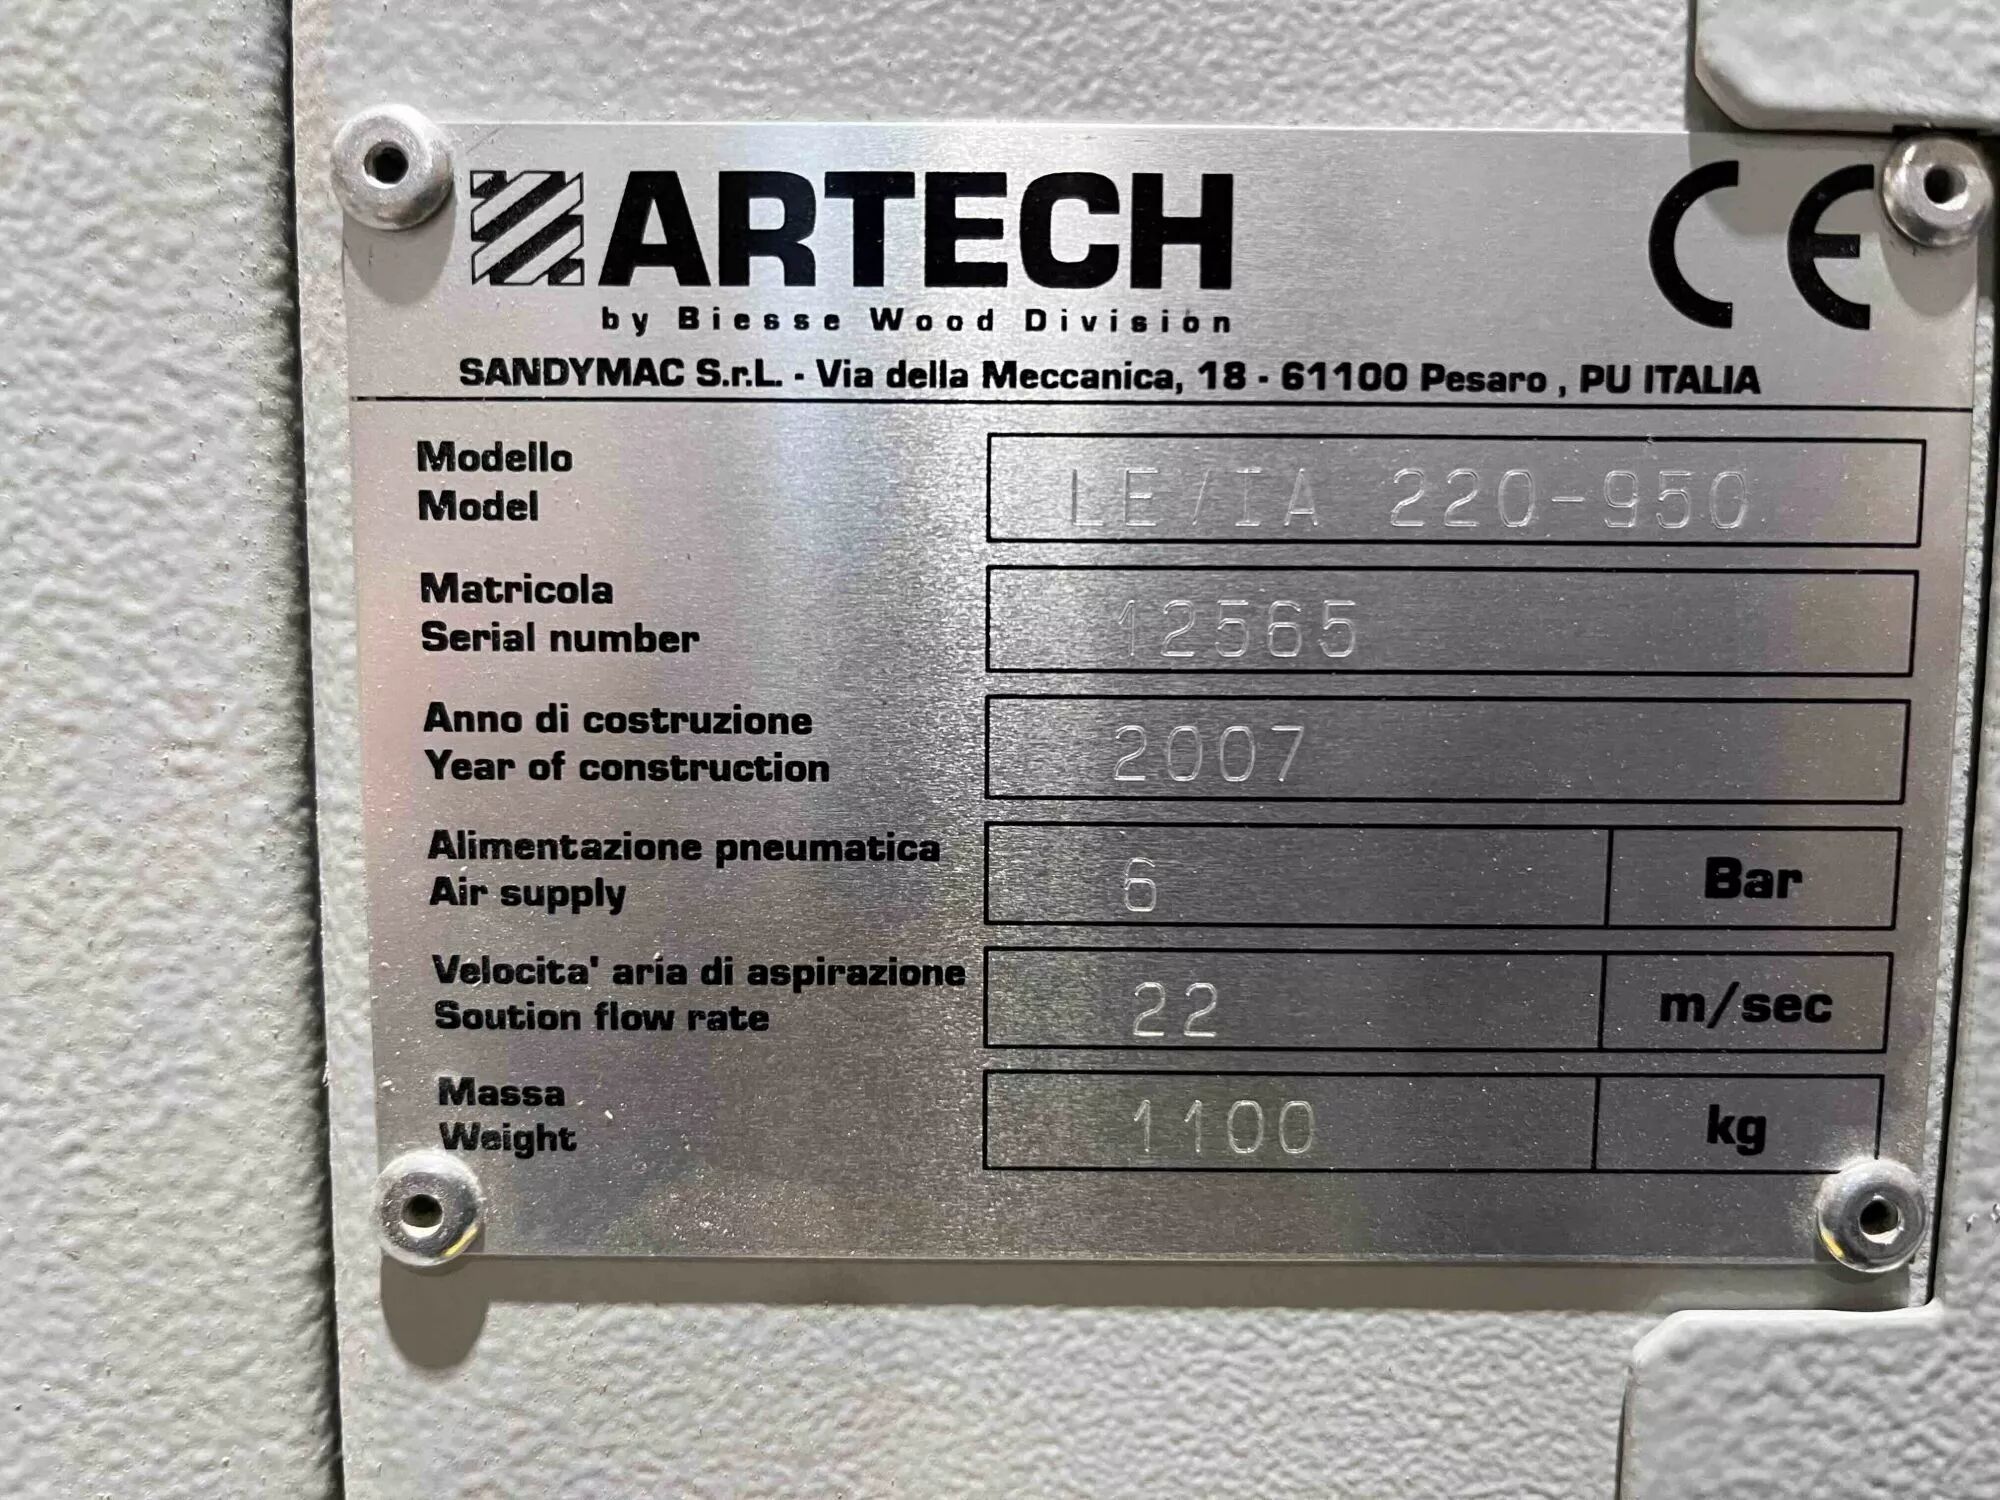 ARTECH CE
by Biesse Wood Division
SANDYMAC S.r.L. - Via della Meccanica, 18 - 61100 Pesaro , PU ITALIA
Modello
Model
LE/IA 220-950
Matricola
Serial number
12565
Anno di costruzione
Year of construction
2007
Alimentazione pneumatica
Air supply
6 Bar
Velocita' aria di aspirazione
Soution flow rate
22 m/sec
Massa
Weight
1100 kg